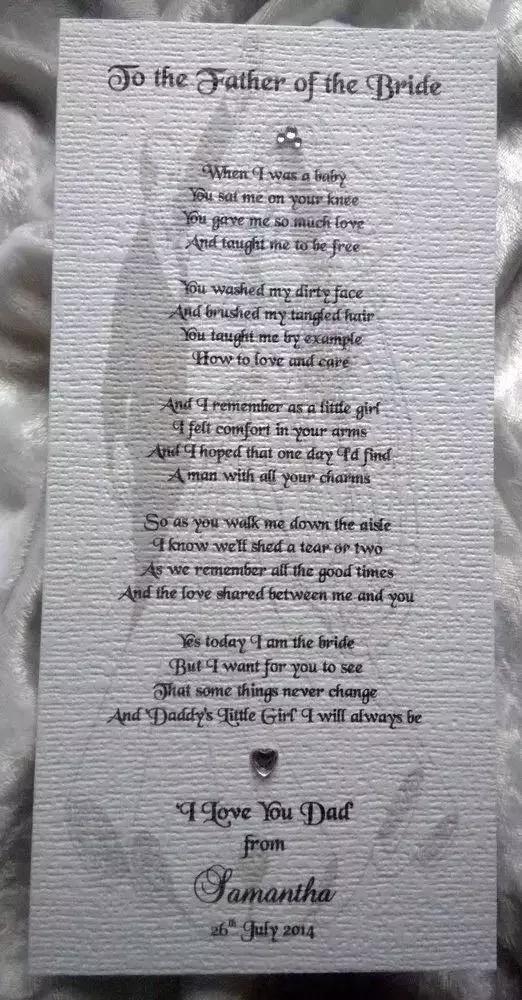 To the Father of the Bride
When I was a baby
You sat me on your knee
You gave me so much love
And taught me to be free
You washed my dirty face
And brushed my tangled hair
You taught me by example
How to love and care
And I remember as a little girl
I felt comfort in your arms
And I hoped that one day I'd find
A man with all your charms
So as you walk me down the aisle
I know we'll shed a tear or two
As we remember all the good times
And the love shared between me and you
Yes today I am the bride
But I want for you to see
That some things never change
And 'Daddy's Little Girl' I will always be
'I Love You Dad'
from
Samantha
26th July 2014